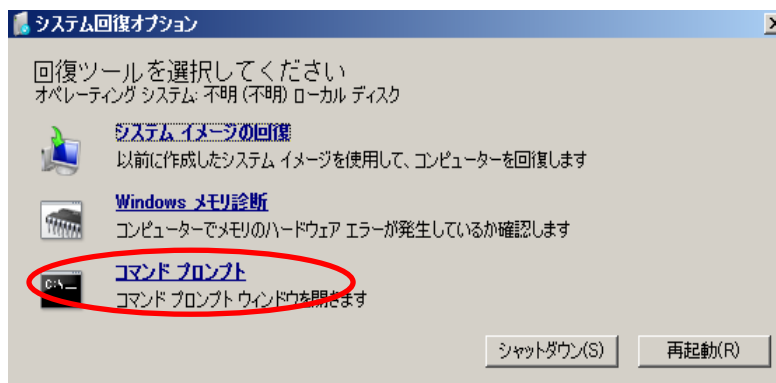 システム回復オプション
回復ツールを選択してください
オペレーティング システム: 不明 (不明) ローカル ディスク
システム イメージの回復
以前に作成したシステム イメージを使用して、コンピューターを回復します
Windows メモリ診断
コンピューターでメモリのハードウェア エラーが発生しているか確認します
C:\_
コマンド プロンプト
コマンド プロンプト ウィンドウを開きます
シャットダウン(S)
再起動(R)